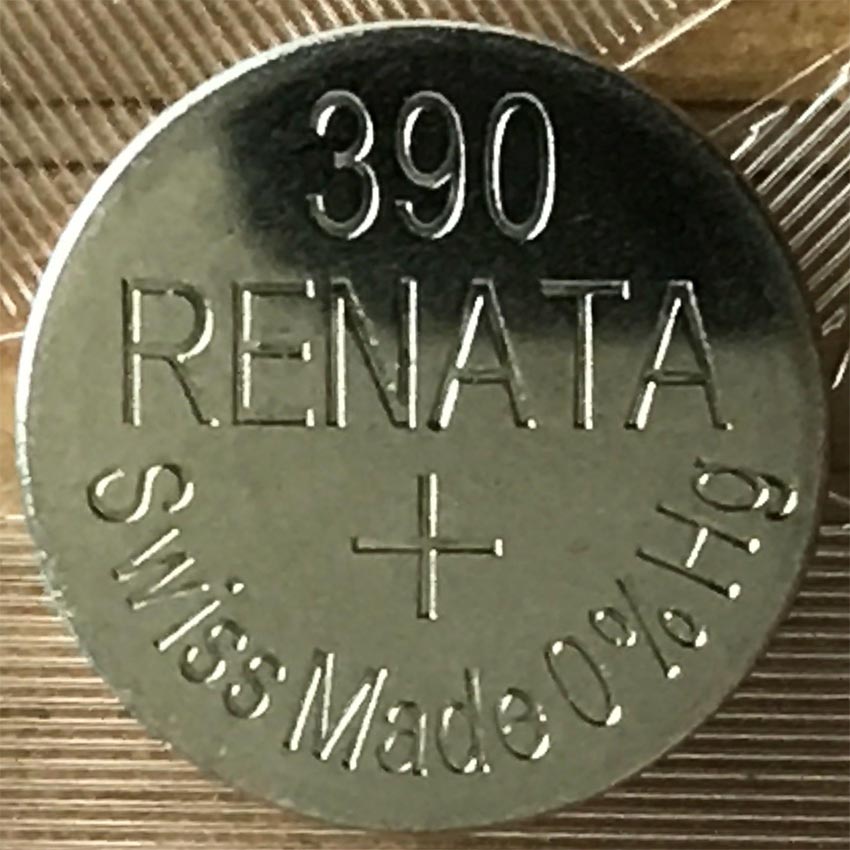 390
RENATA
+
Swiss Made 0% Hg